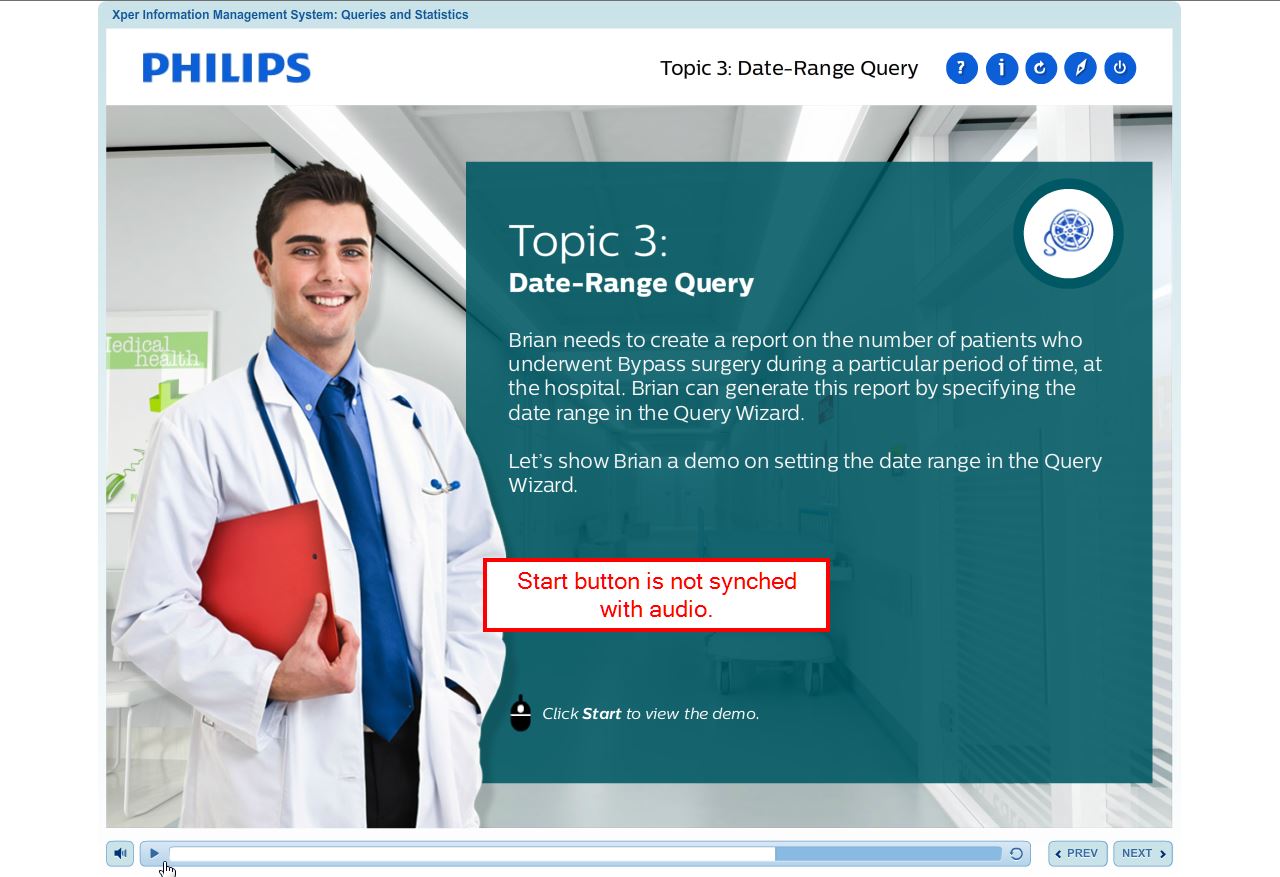 Xper Information Management System: Queries and Statistics
PHILIPS
Topic 3: Date-Range Query
?
i
Medical
health
Topic 3:
Date-Range Query
Brian needs to create a report on the number of patients who
underwent Bypass surgery during a particular period of time, at
the hospital. Brian can generate this report by specifying the
date range in the Query Wizard.
Let’s show Brian a demo on setting the date range in the Query
Wizard.
Start button is not synched
with audio.
Click Start to view the demo.
PREV
NEXT